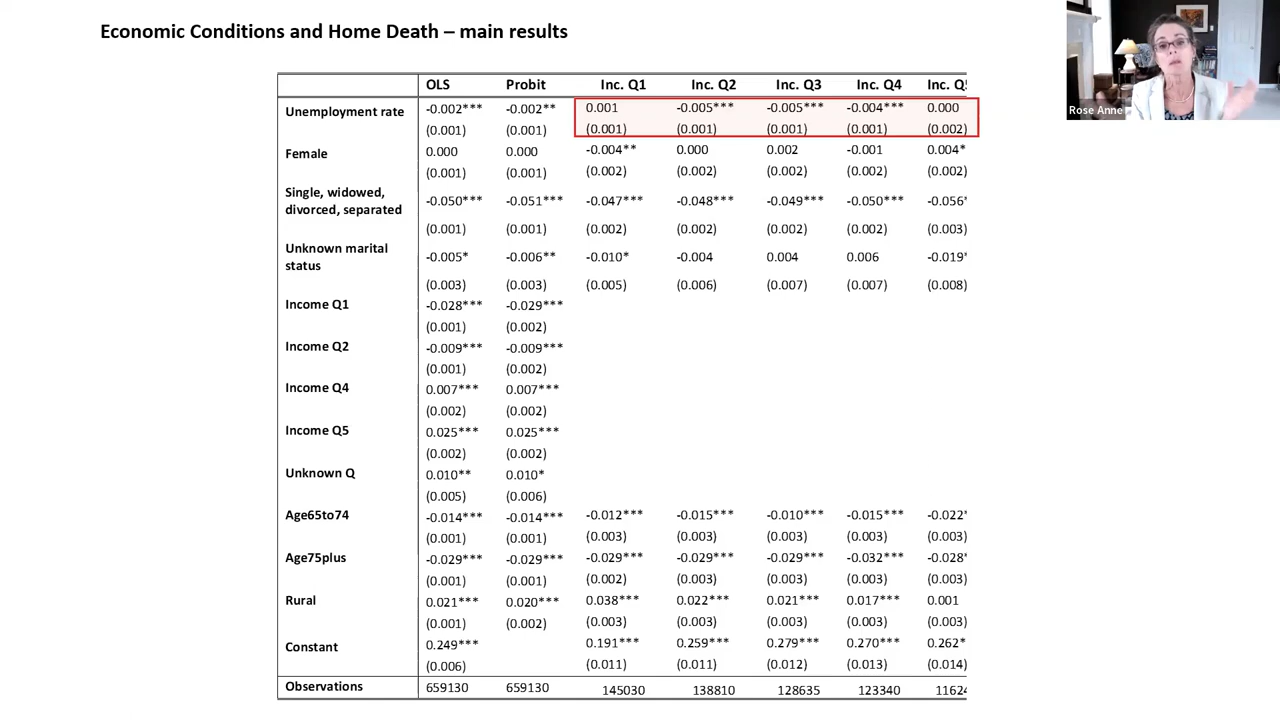 Economic Conditions and Home Death – main results
Rose Anne
OLS Probit Inc. Q1 Inc. Q2 Inc. Q3 Inc. Q4 Inc.
Unemployment rate -0.002*** -0.002** 0.001 -0.005*** -0.005*** -0.004*** 0.000
(0.001) (0.001) (0.001) (0.001) (0.001) (0.001) (0.002)
Female 0.000 0.000 -0.004** 0.000 0.002 -0.001 0.004*
(0.001) (0.001) (0.002) (0.002) (0.002) (0.002) (0.002)
Single, widowed,
divorced, separated -0.050*** -0.051*** -0.047*** -0.048*** -0.049*** -0.050*** -0.056*
(0.001) (0.001) (0.002) (0.002) (0.002) (0.002) (0.003)
Unknown marital
status -0.005* -0.006** -0.010* -0.004 0.004 0.006 -0.019*
(0.003) (0.003) (0.005) (0.006) (0.007) (0.007) (0.008)
Income Q1 -0.028*** -0.029***
(0.001) (0.002)
Income Q2 -0.009*** -0.009***
(0.001) (0.002)
Income Q4 0.007*** 0.007***
(0.002) (0.002)
Income Q5 0.025*** 0.025***
(0.002) (0.002)
Unknown Q 0.010** 0.010*
(0.005) (0.006)
Age65to74 -0.014*** -0.014*** -0.012*** -0.015*** -0.010*** -0.015*** -0.022*
(0.001) (0.001) (0.003) (0.003) (0.003) (0.003) (0.003)
Age75plus -0.029*** -0.029*** -0.029*** -0.029*** -0.029*** -0.032*** -0.028*
(0.001) (0.001) (0.002) (0.003) (0.003) (0.003) (0.003)
Rural 0.021*** 0.020*** 0.038*** 0.022*** 0.021*** 0.017*** 0.001
(0.001) (0.002) (0.003) (0.003) (0.003) (0.003) (0.003)
Constant 0.249*** 0.191*** 0.259*** 0.279*** 0.270*** 0.262*
(0.006) (0.011) (0.011) (0.012) (0.013) (0.014)
Observations 659130 659130 145030 138810 128635 123340